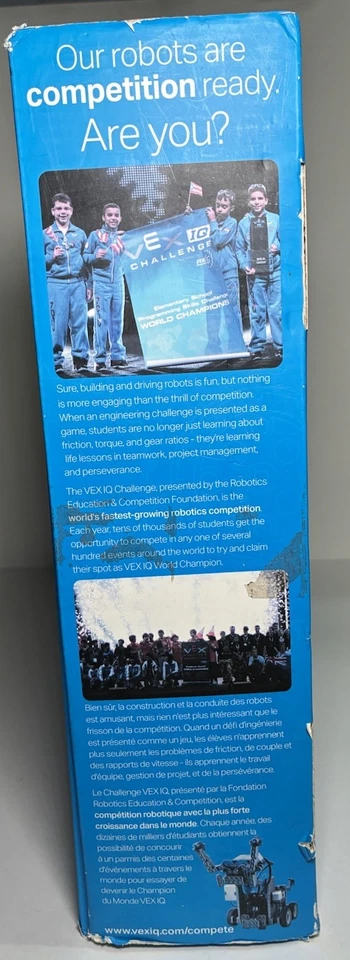 Our robots are
competition ready.
Are you?
VEX IQ
CHALLENGE
Elementary School
Programming Skills Challenge
WORLD CHAMPIONS
Sure, building and driving robots is fun, but nothing
is more engaging than the thrill of competition.
When an engineering challenge is presented as a
game, students are no longer just learning about
friction, torque, and gear ratios - they're learning
life lessons in teamwork, project management,
and perseverance.
The VEX IQ Challenge, presented by the Robotics
Education & Competition Foundation, is the
world's fastest-growing robotics competition.
Each year, tens of thousands of students get the
opportunity to compete in any one of several
hundred events around the world to try and claim
their spot as VEX IQ World Champion.
VEX
Bien sûr, la construction et la conduite des robots
est amusant, mais rien n'est plus intéressant que le
frisson de la compétition. Quand un défi d'ingénierie
est présenté comme un jeu, les élèves n'apprennent
plus seulement les problèmes de friction, de couple et
des rapports de vitesse - ils apprennent le travail
d'équipe, gestion de projet, et de la persévérance.
Le Challenge VEX IQ, présenté par la Fondation
Robotics Education & Competition, est la
compétition robotique avec la plus forte
croissance dans le monde. Chaque année, des
dizaines de milliers d'étudiants obtiennent la
possibilité de concourir
à un parmis des centaines
d'événements à travers le
monde pour essayer de
devenir le Champion
du Monde VEX IQ
www.vexiq.com/compete